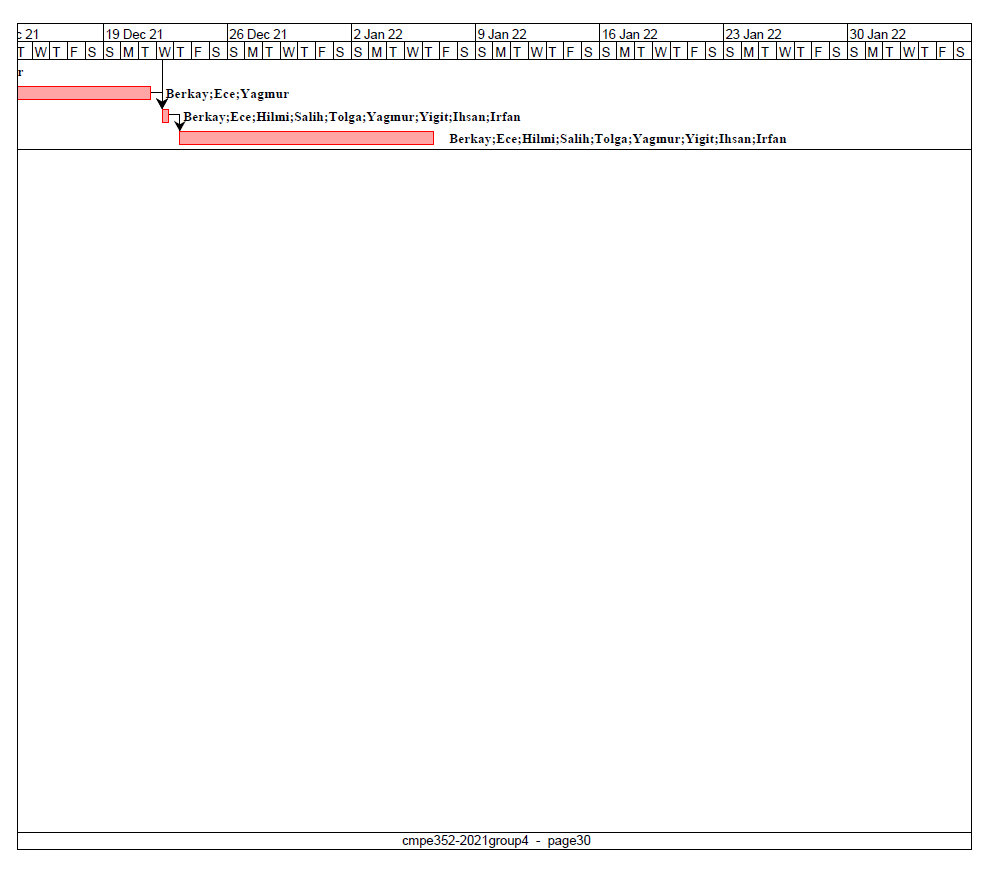 c 21 19 Dec 21 26 Dec 21 2 Jan 22 9 Jan 22 16 Jan 22 23 Jan 22 30 Jan 22
T W T F S S M T W T F S S M T W T F S S M T W T F S S M T W T F S S M T W T F S S M T W T F S S M T W T F S
r
Berkay;Ece;Yagmur
Berkay;Ece;Hilmi;Salih;Tolga;Yagmur;Yigit;Ihsan;Irfan
Berkay;Ece;Hilmi;Salih;Tolga;Yagmur;Yigit;Ihsan;Irfan
cmpe352-2021group4 - page30